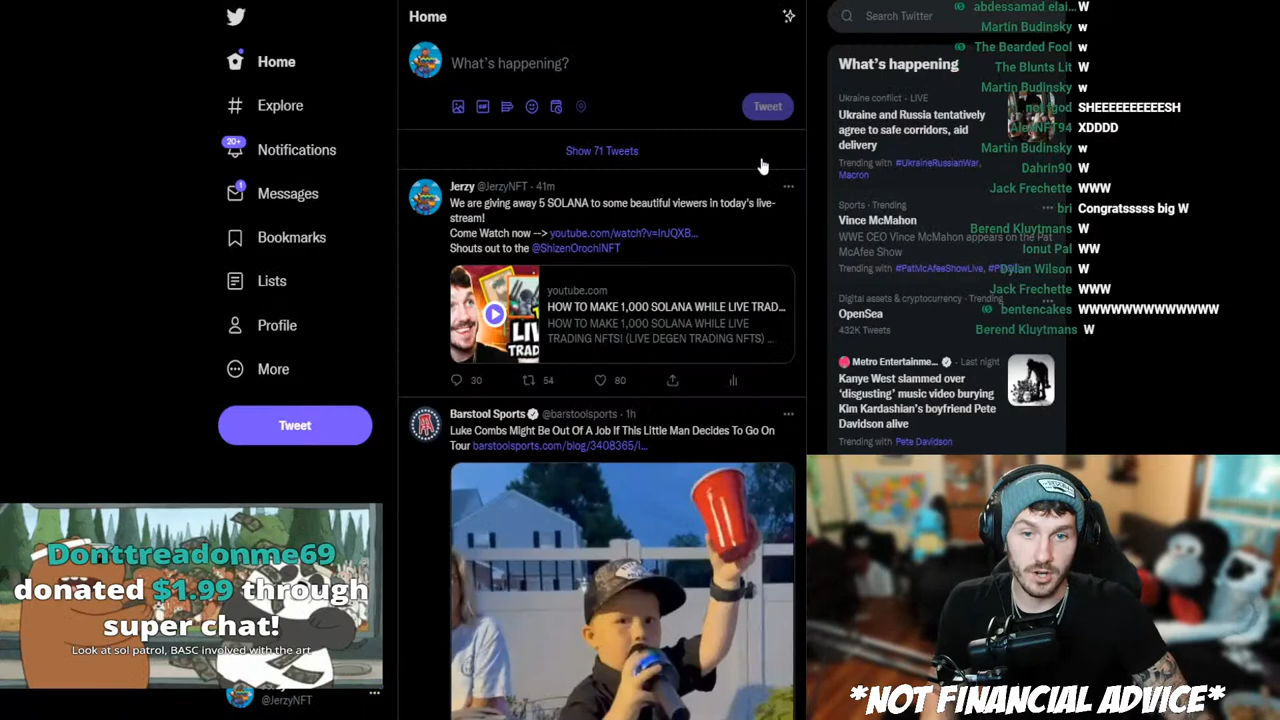 Home
Explore
20+
Notifications
1
Messages
Bookmarks
Lists
Profile
More
Tweet
Donttreadonme69
donated $1.99 through
super chat!
Look at sol patrol, BASC involved with the art
@JerzyNFT
Home
What's happening?
Tweet
Show 71 Tweets
Jerzy @JerzyNFT · 41m
We are giving away 5 SOLANA to some beautiful viewers in today's live-
stream!
Come Watch now --> youtube.com/watch?v=InJQXB...
Shouts out to the @ShizenOrochiNFT
LIV
TRAD
youtube.com
HOW TO MAKE 1,000 SOLANA WHILE LIVE TRAD...
HOW TO MAKE 1,000 SOLANA WHILE LIVE
TRADING NFTS! (LIVE DEGEN TRADING NFTS) ...
30
54
80
Barstool Sports @barstoolsports · 1h
Luke Combs Might Be Out Of A Job If This Little Man Decides To Go On
Tour barstoolsports.com/blog/3408365/l...
Search Twitter
What's happening
Ukraine conflict · LIVE
Ukraine and Russia tentatively
agree to safe corridors, aid
delivery
Trending with #UkraineRussianWar,
Macron
Sports · Trending
Vince McMahon
WWE CEO Vince McMahon appears on the Pat
McAfee Show
Trending with #PatMcAfeeShowLive,
Digital assets & cryptocurrency · Trending
OpenSea
432K Tweets
Metro Entertainme... · Last night
Kanye West slammed over
'disgusting' music video burying
Kim Kardashian's boyfriend Pete
Davidson alive
Trending with Pete Davidson
abdessamad elai... W
Martin Budinsky w
The Bearded Fool w
The Blunts Lit W
Martin Budinsky w
SHEEEEEEEEEESH
XDDDD
Martin Budinsky w
Dahrin90 W
Jack Frechette WWW
bri Congratsssss big W
Berend Kluytmans W
Ionut Pal WW
Dylan Wilson W
Jack Frechette WWW
bentencakes WWWWWWWWWWWWW
Berend Kluytmans W
*NOT FINANCIAL ADVICE*